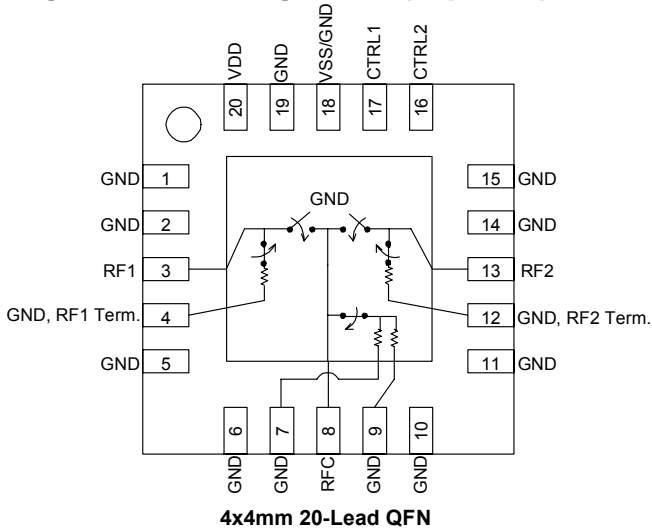 VDD
GND
VSS/GND
CTRL1
CTRL2
20
19
18
17
16
GND 1
15 GND
GND
GND 2
14 GND
RF1 3
13 RF2
GND, RF1 Term. 4
12 GND, RF2 Term.
GND 5
11 GND
6
7
8
9
10
GND
GND
RFC
GND
GND
4x4mm 20-Lead QFN